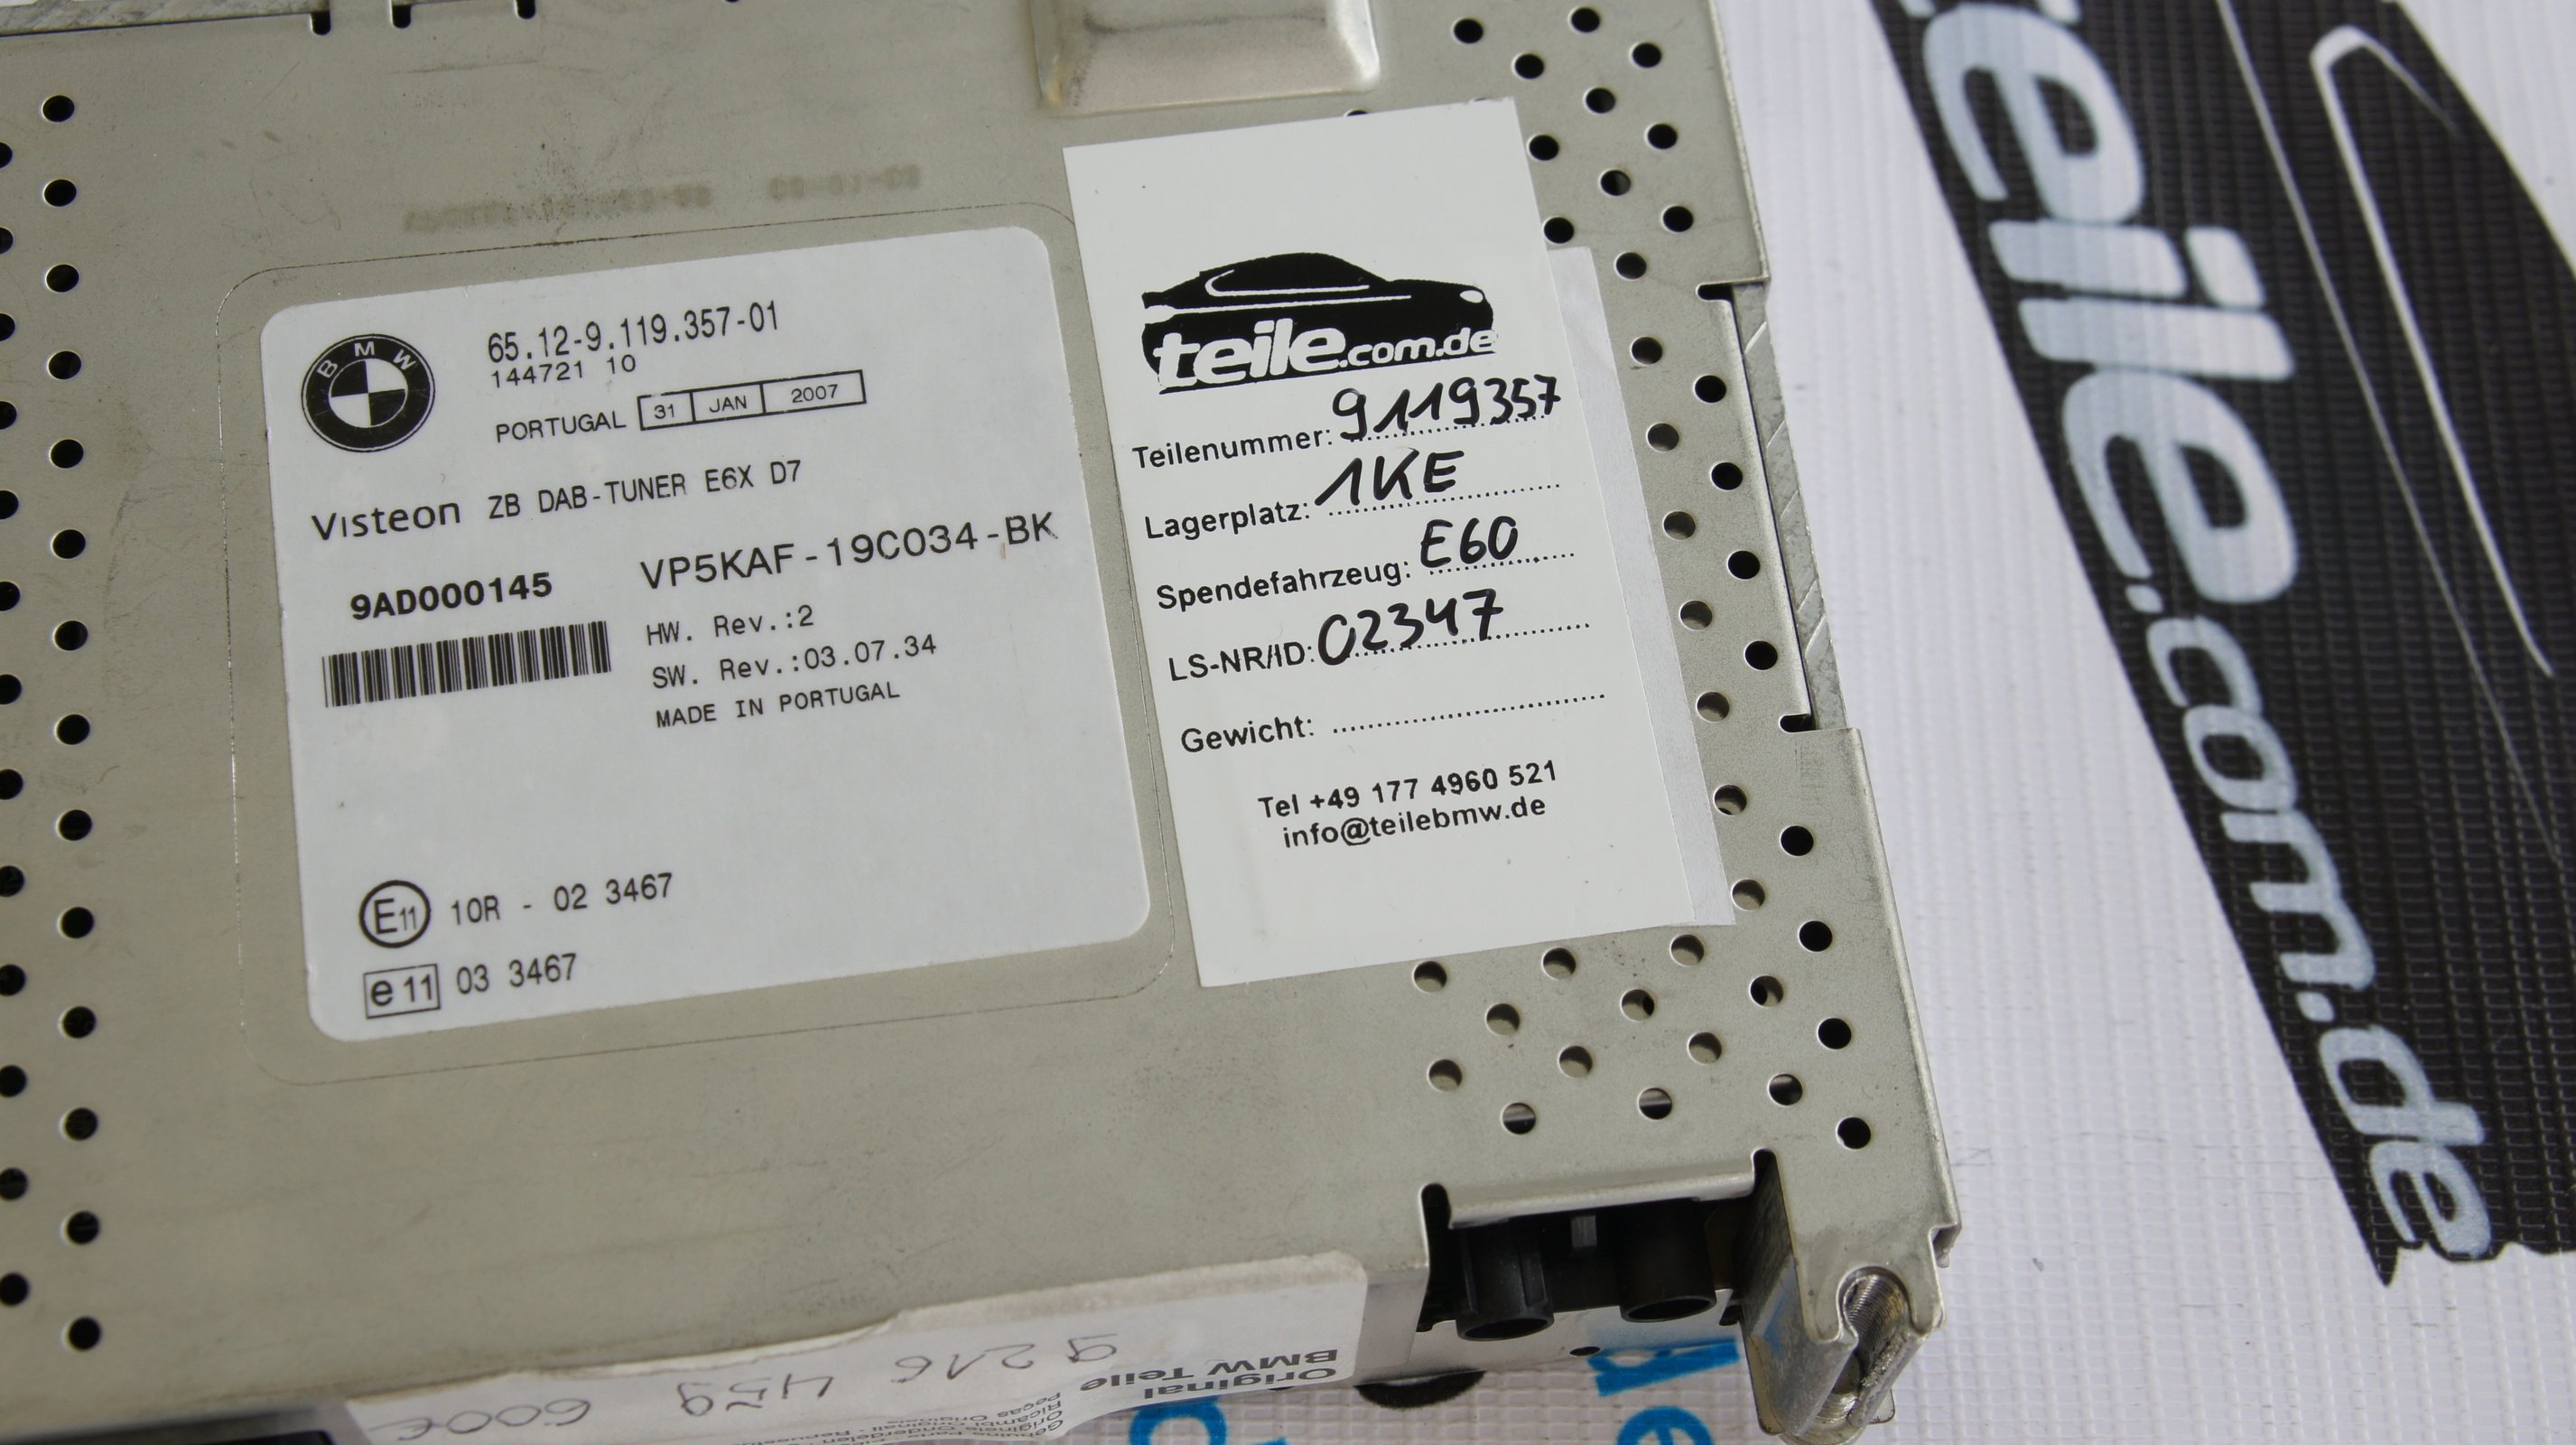 BMW
65.12-9.119.357-01
144721 10
PORTUGAL 31 JAN 2007
Visteon ZB DAB-TUNER E6X D7
9AD000145
VP5KAF-19C034-BK
HW. Rev.:2
SW. Rev.:03.07.34
MADE IN PORTUGAL
E11 10R - 02 3467
e11 03 3467
teile.com.de
Teilenummer: 9119357
Lagerplatz: 1KE
Spendefahrzeug: E60
LS-NR/ID: 02347
Gewicht:
Tel +49 177 4960 521
info@teilebmw.de
teile.com.de
Original
BMW Teile
9216 459 600€
de